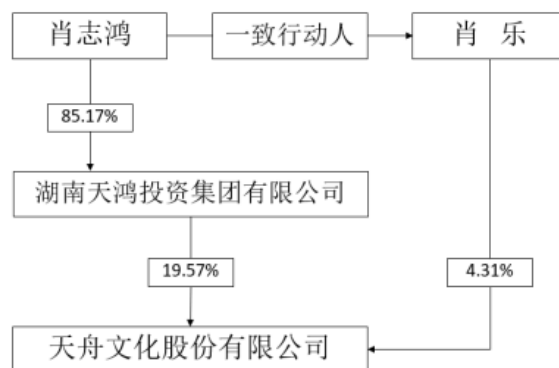 肖志鸿
一致行动人
肖 乐
85.17%
湖南天鸿投资集团有限公司
19.57%
4.31%
天舟文化股份有限公司